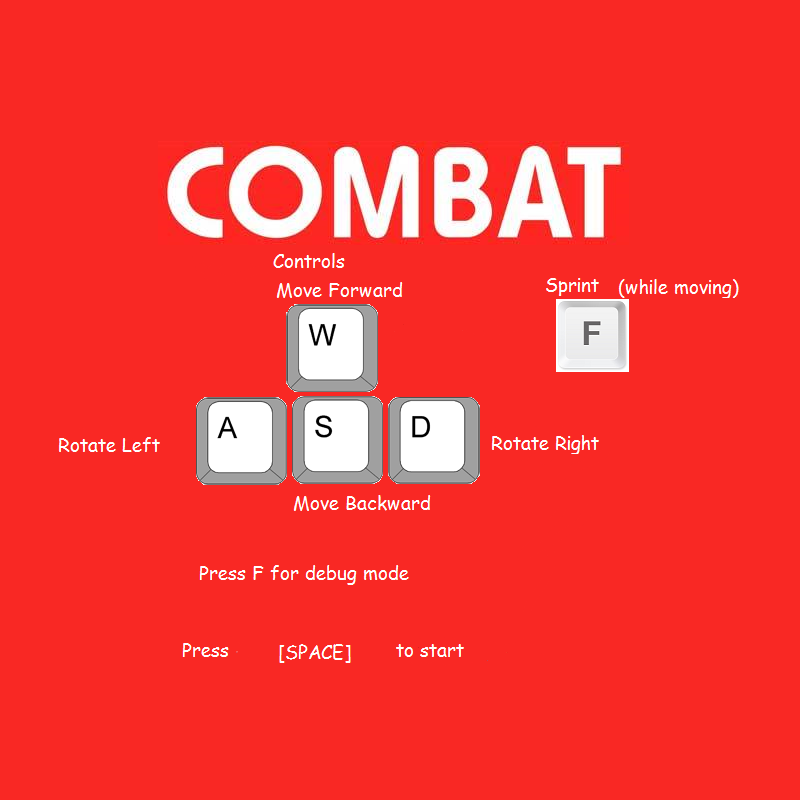 COMBAT
Controls
Move Forward
Sprint (while moving)
W
F
A S D
Rotate Left
Rotate Right
Move Backward
Press F for debug mode
Press [SPACE] to start